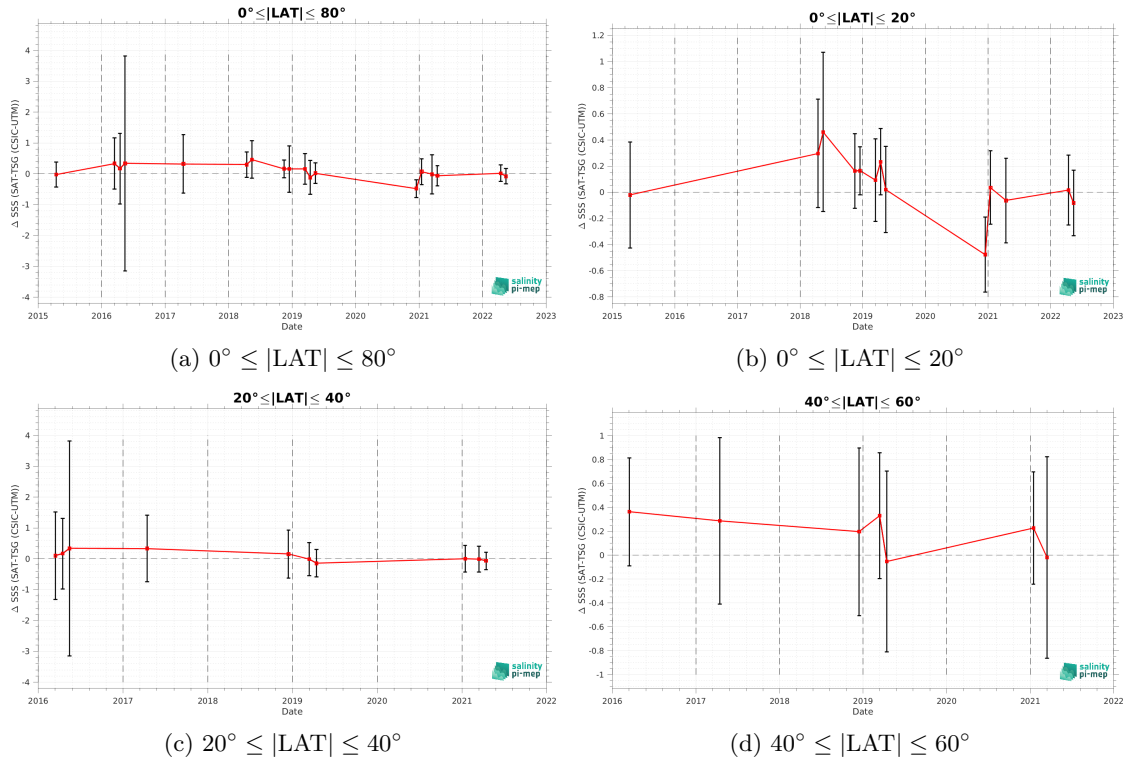 0°≤|LAT|≤ 80°
Δ SSS (SAT-TSG (CSIC-UTM))
4
3
2
1
0
-1
-2
-3
-4
2015 2016 2017 2018 2019 2020 2021 2022 2023
Date
salinity
pi-mep
(a) 0° ≤ |LAT| ≤ 80°
0°≤|LAT|≤ 20°
Δ SSS (SAT-TSG (CSIC-UTM))
1.2
1
0.8
0.6
0.4
0.2
0
-0.2
-0.4
-0.6
-0.8
2015 2016 2017 2018 2019 2020 2021 2022 2023
Date
salinity
pi-mep
(b) 0° ≤ |LAT| ≤ 20°
20°≤|LAT|≤ 40°
Δ SSS (SAT-TSG (CSIC-UTM))
4
3
2
1
0
-1
-2
-3
-4
2016 2017 2018 2019 2020 2021 2022
Date
salinity
pi-mep
(c) 20° ≤ |LAT| ≤ 40°
40°≤|LAT|≤ 60°
Δ SSS (SAT-TSG (CSIC-UTM))
1
0.8
0.6
0.4
0.2
0
-0.2
-0.4
-0.6
-0.8
-1
2016 2017 2018 2019 2020 2021 2022
Date
salinity
pi-mep
(d) 40° ≤ |LAT| ≤ 60°